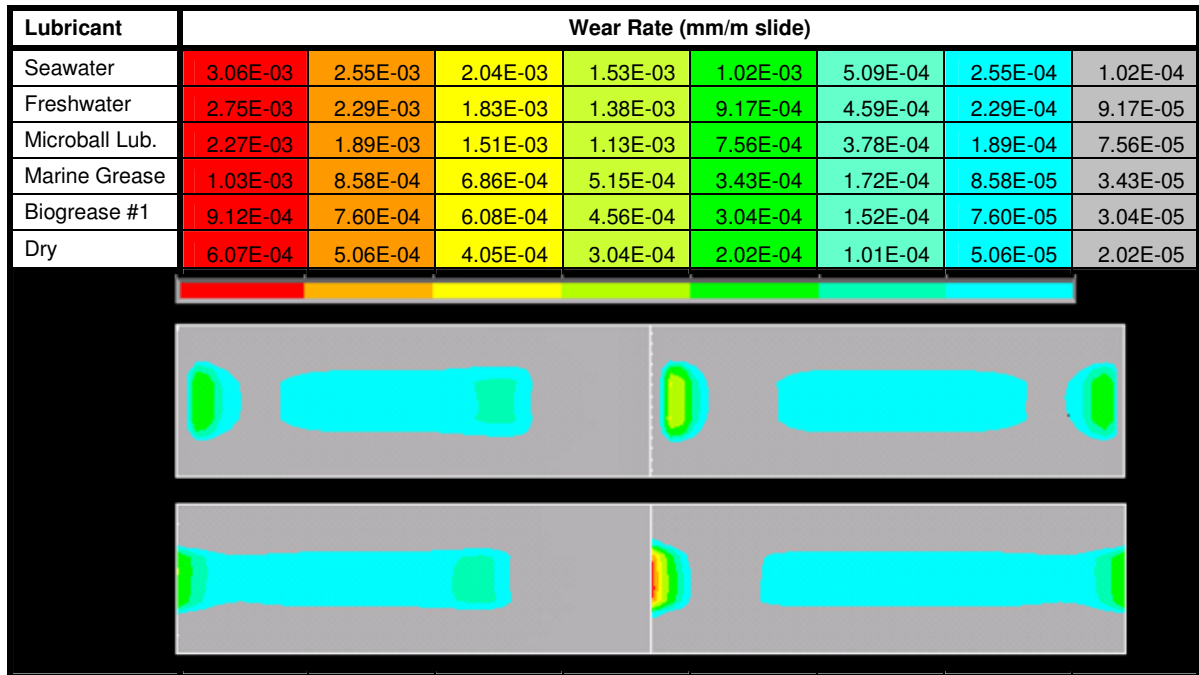 Lubricant Wear Rate (mm/m slide)
Seawater 3.06E-03 2.55E-03 2.04E-03 1.53E-03 1.02E-03 5.09E-04 2.55E-04 1.02E-04
Freshwater 2.75E-03 2.29E-03 1.83E-03 1.38E-03 9.17E-04 4.59E-04 2.29E-04 9.17E-05
Microball Lub. 2.27E-03 1.89E-03 1.51E-03 1.13E-03 7.56E-04 3.78E-04 1.89E-04 7.56E-05
Marine Grease 1.03E-03 8.58E-04 6.86E-04 5.15E-04 3.43E-04 1.72E-04 8.58E-05 3.43E-05
Biogrease #1 9.12E-04 7.60E-04 6.08E-04 4.56E-04 3.04E-04 1.52E-04 7.60E-05 3.04E-05
Dry 6.07E-04 5.06E-04 4.05E-04 3.04E-04 2.02E-04 1.01E-04 5.06E-05 2.02E-05